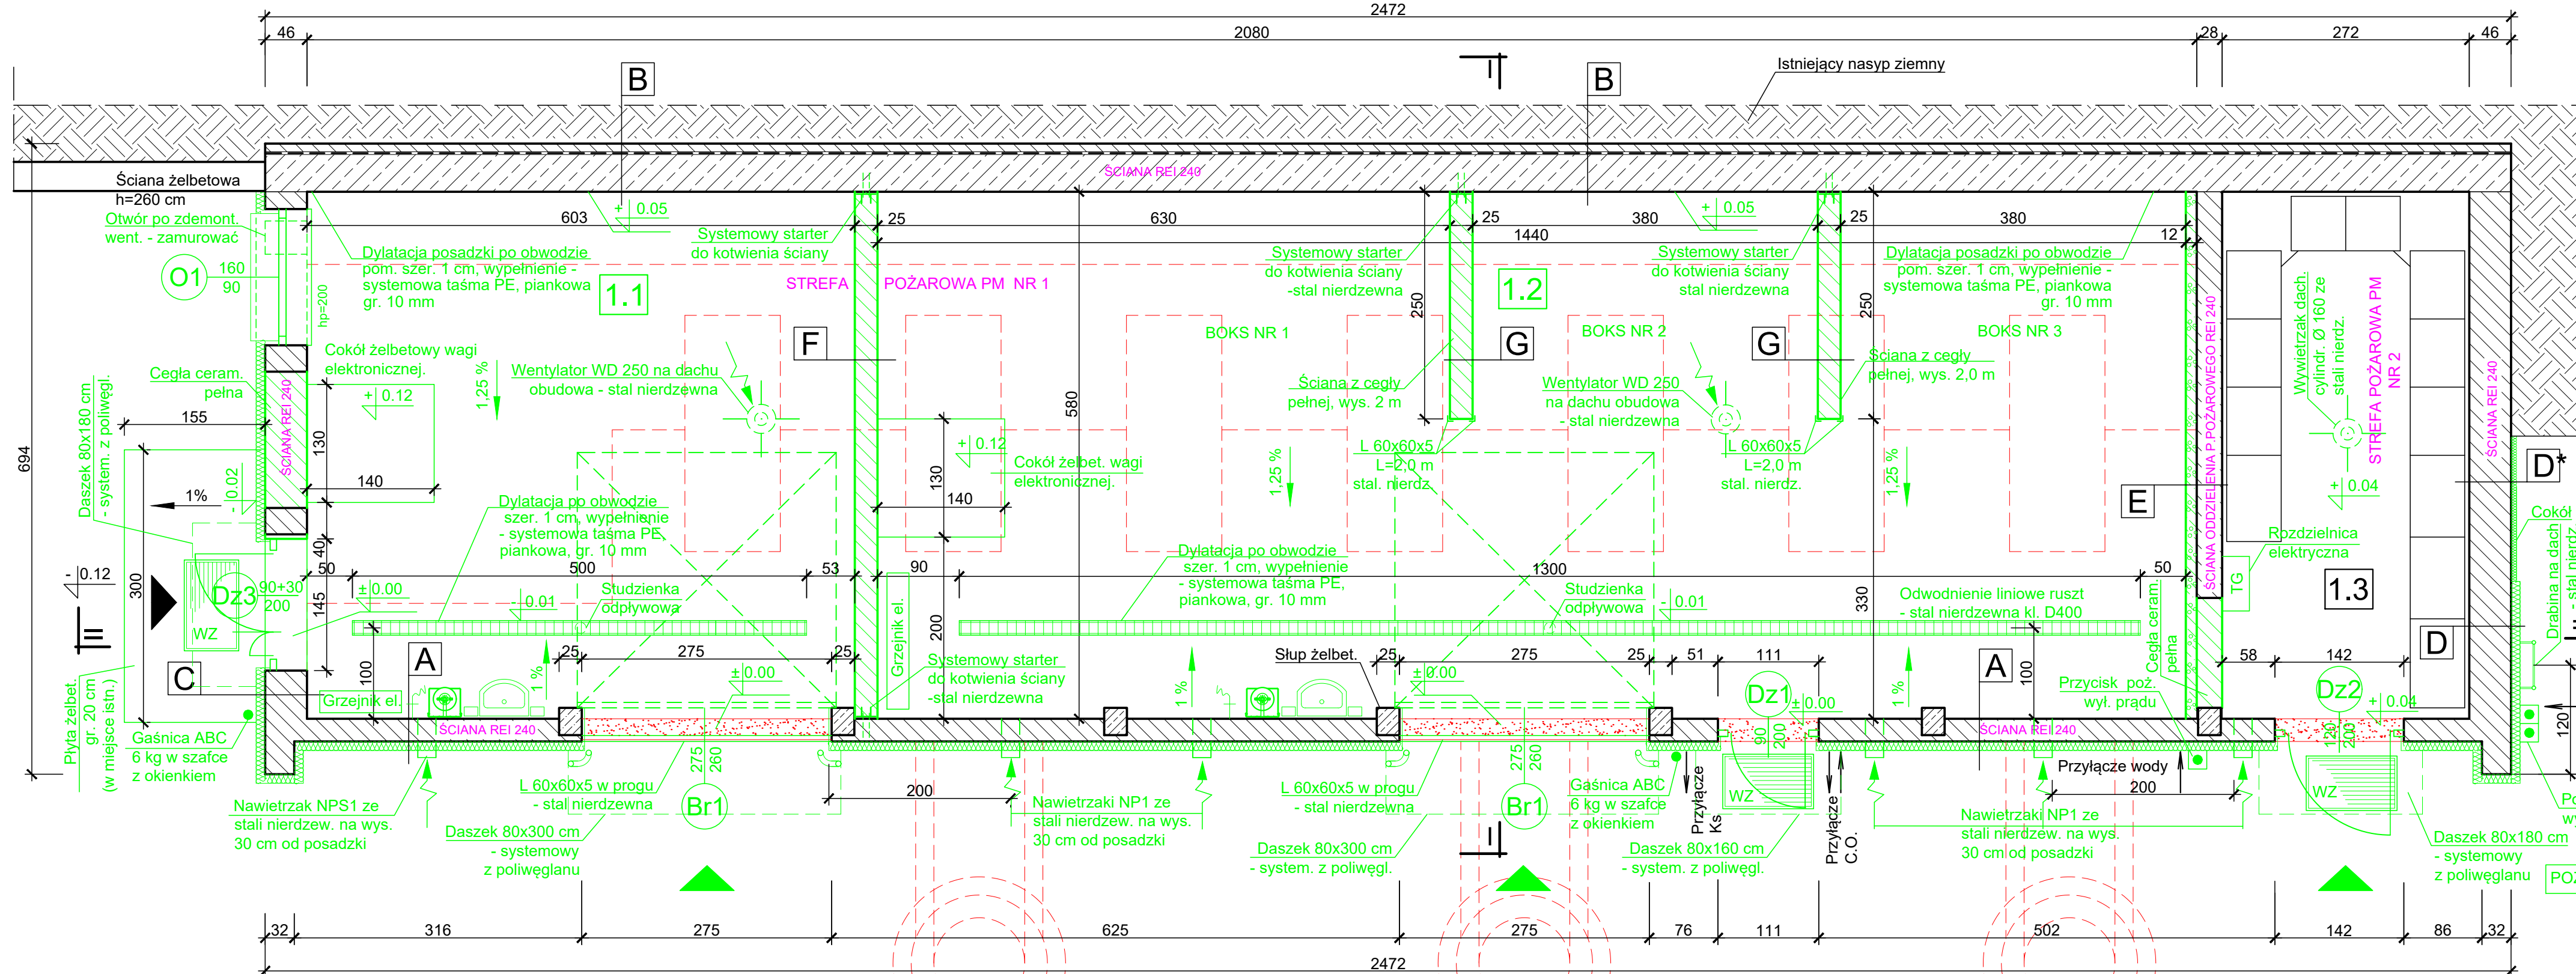 2472
46
2080
28
272
46
B
B
I
Istniejący nasyp ziemny
ŚCIANA REI 240
Ściana żelbetowa
h=260 cm
Otwór po zdemont.
went. - zamurować
O1
160
90
hp=200
603
+ 0.05
Dylatacja posadzki po obwodzie
pom. szer. 1 cm, wypełnienie -
systemowa taśma PE, piankowa
gr. 10 mm
1.1
Systemowy starter
do kotwienia ściany
25
630
25
380
25
380
1440
12
+ 0.05
STREFA
POŻAROWA PM NR 1
Systemowy starter
do kotwienia ściany
-stal nierdzewna
1.2
Systemowy starter
do kotwienia ściany
stal nierdzewna
Dylatacja posadzki po obwodzie
pom. szer. 1 cm, wypełnienie -
systemowa taśma PE, piankowa
gr. 10 mm
250
250
BOKS NR 1
BOKS NR 2
BOKS NR 3
F
G
G
Cegła ceram.
pełna
ŚCIANA REI 240
Cokół żelbetowy wagi
elektronicznej.
+ 0.12
1,25 %
Wentylator WD 250 na dachu
obudowa - stal nierdzewna
580
Ściana z cegły
pełnej, wys. 2 m
Wentylator WD 250
na dachu obudowa
- stal nierdzewna
Ściana z cegły
pełnej, wys. 2,0 m
L 60x60x5
L=2,0 m
stal. nierdz.
L 60x60x5
L=2,0 m
stal. nierdz.
1,25 %
1,25 %
ŚCIANA ODDZIELENIA P.POŻAROWEGO REI 240
Wywietrzak dach.
cylindr. Ø 160 ze
stali nierdz.
STREFA POŻAROWA PM
NR 2
ŚCIANA REI 240
+ 0.04
D*
E
Rozdzielnica
elektryczna
TG
1.3
D
Cokół
Drabina na dach
- stal nierdz
694
Daszek 80x180 cm
- system. z poliwęgl.
155
1%
- 0.02
- 0.12
300
130
140
40
145
Dz3
90+30
200
WZ
± 0.00
50
500
53
Dylatacja po obwodzie
szer. 1 cm, wypełnienie
- systemowa taśma PE
piankowa, gr. 10 mm
- 0.01
Studzienka
odpływowa
130
140
+ 0.12
Cokół żelbet. wagi
elektronicznej.
90
1300
50
200
Grzejnik el.
Dylatacja po obwodzie
szer. 1 cm, wypełnienie
- systemowa taśma PE,
piankowa, gr. 10 mm
Studzienka
odpływowa
- 0.01
330
Odwodnienie liniowe ruszt
- stal nierdzewna kl. D400
Cegła ceram.
pełna
C
A
100
Grzejnik el.
1 %
25
275
25
± 0.00
Systemowy starter
do kotwienia ściany
-stal nierdzewna
1 %
Słup żelbet.
25
275
25
51
111
± 0.00
Dz1
± 0.00
90
200
1 %
A
100
58
142
Dz2
+ 0.04
120
200
Przycisk poż.
wył. prądu
120
ŚCIANA REI 240
ŚCIANA REI 240
Płyta żelbet.
gr. 20 cm
(w miejsce istn.)
Gaśnica ABC
6 kg w szafce
z okienkiem
Nawietrzak NPS1 ze
stali nierdzew. na wys.
30 cm od posadzki
L 60x60x5 w progu
- stal nierdzewna
275
260
Br1
Daszek 80x300 cm
- systemowy
z poliwęglanu
200
Nawietrzaki NP1 ze
stali nierdzew. na wys.
30 cm od posadzki
L 60x60x5 w progu
- stal nierdzewna
275
260
Br1
Daszek 80x300 cm
- system. z poliwęgl.
I
Gaśnica ABC
6 kg w szafce
z okienkiem
Przyłącze
Ks
WZ
Daszek 80x160 cm
- system. z poliwęgl.
Przyłącze
C.O.
Przyłącze wody
200
Nawietrzaki NP1 ze
stali nierdzew. na wys.
30 cm od posadzki
WZ
Daszek 80x180 cm
- systemowy
z poliwęglanu
32
316
275
625
275
76
111
502
142
86
32
2472